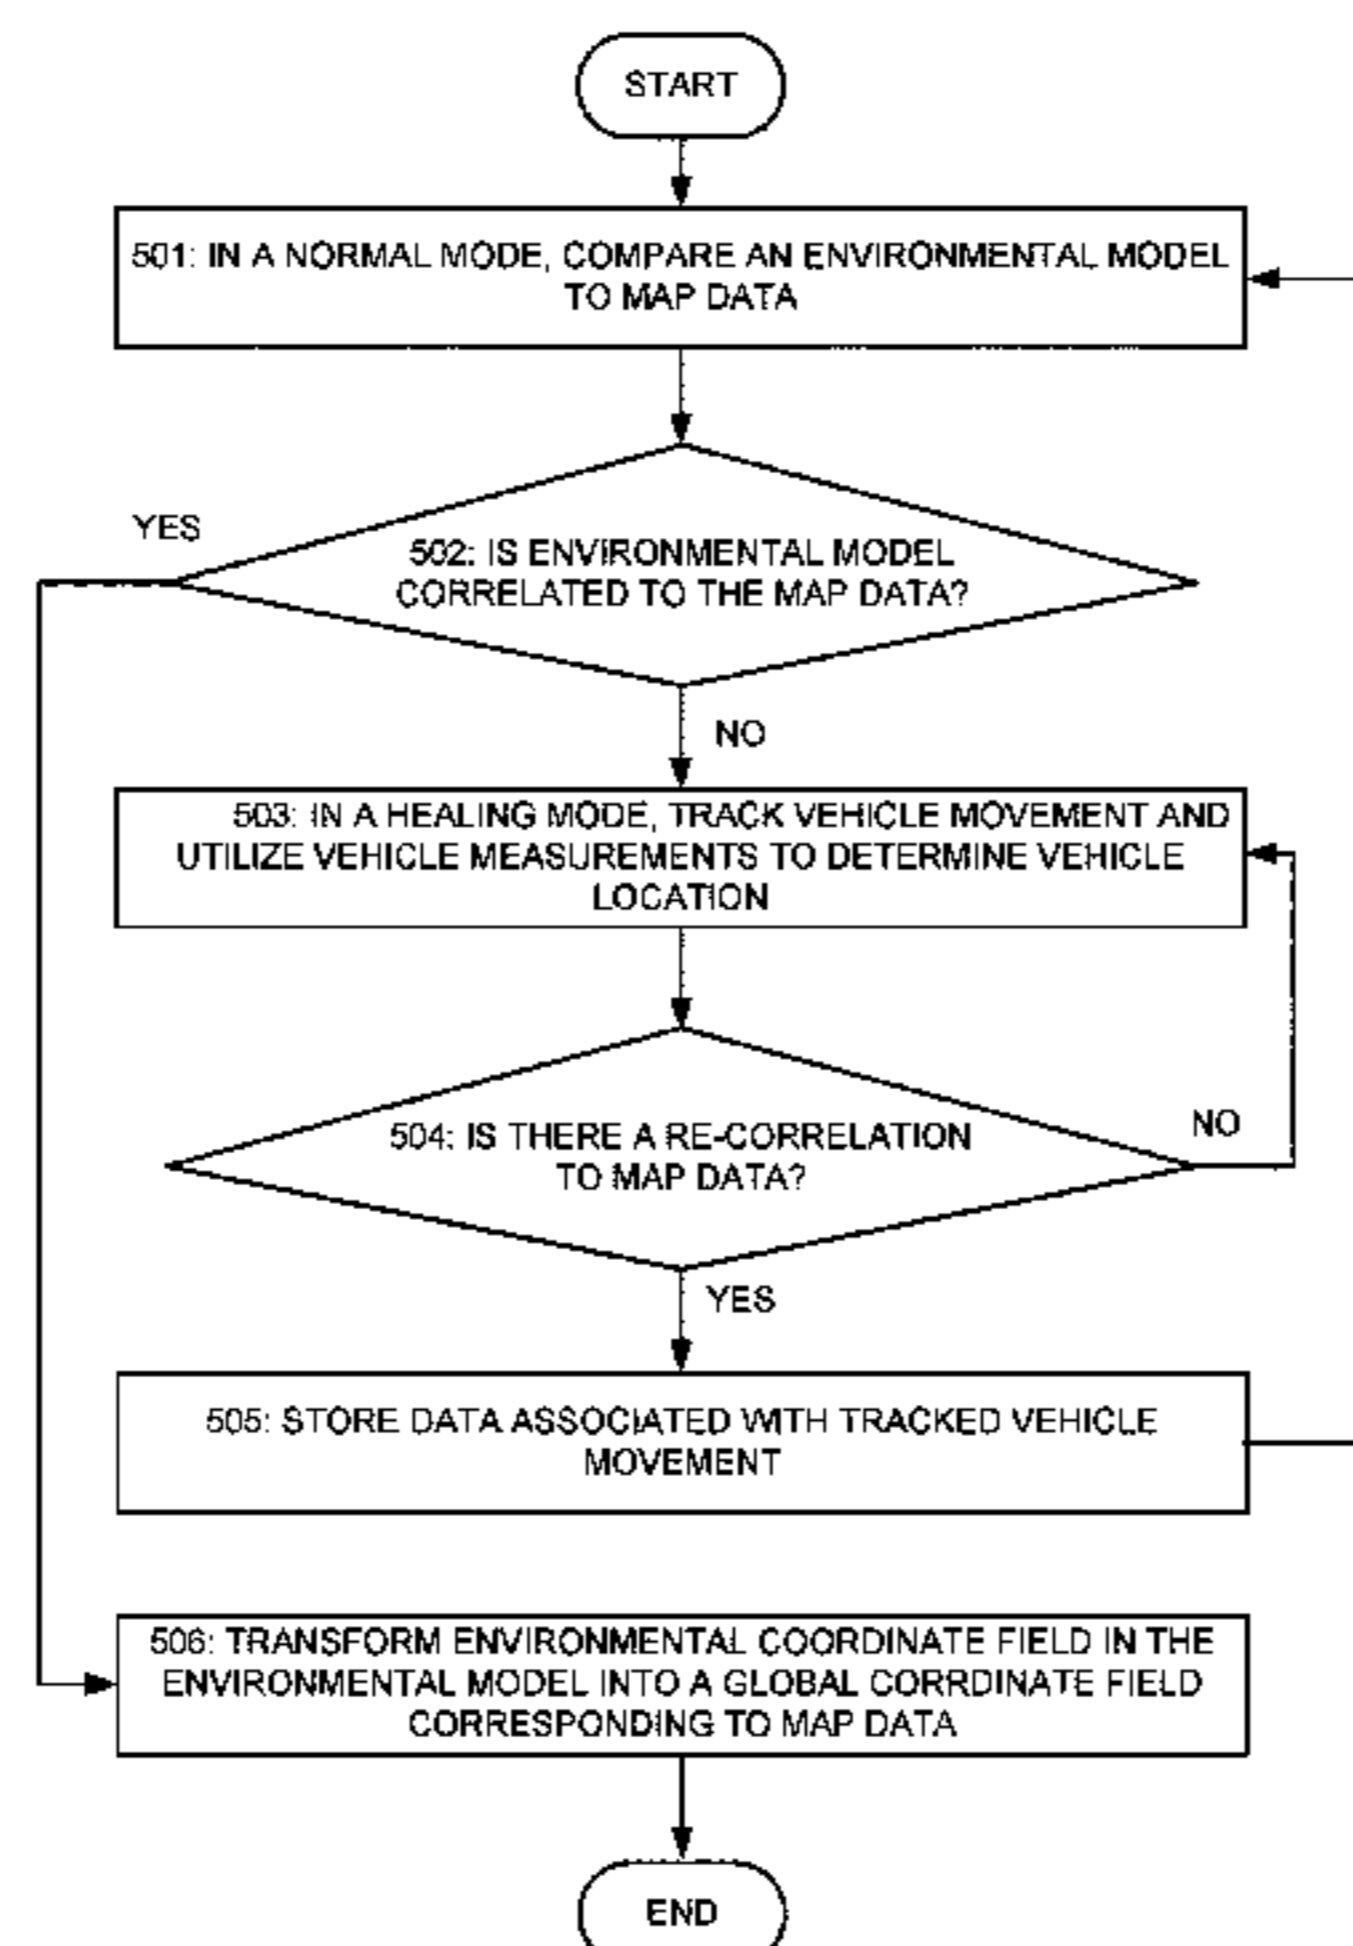 START
501: IN A NORMAL MODE, COMPARE AN ENVIRONMENTAL MODEL
TO MAP DATA
YES
502: IS ENVIRONMENTAL MODEL
CORRELATED TO THE MAP DATA?
NO
503: IN A HEALING MODE, TRACK VEHICLE MOVEMENT AND
UTILIZE VEHICLE MEASUREMENTS TO DETERMINE VEHICLE
LOCATION
504: IS THERE A RE-CORRELATION
TO MAP DATA?
NO
YES
505: STORE DATA ASSOCIATED WITH TRACKED VEHICLE
MOVEMENT
506: TRANSFORM ENVIRONMENTAL COORDINATE FIELD IN THE
ENVIRONMENTAL MODEL INTO A GLOBAL CORRDINATE FIELD
CORRESPONDING TO MAP DATA
END